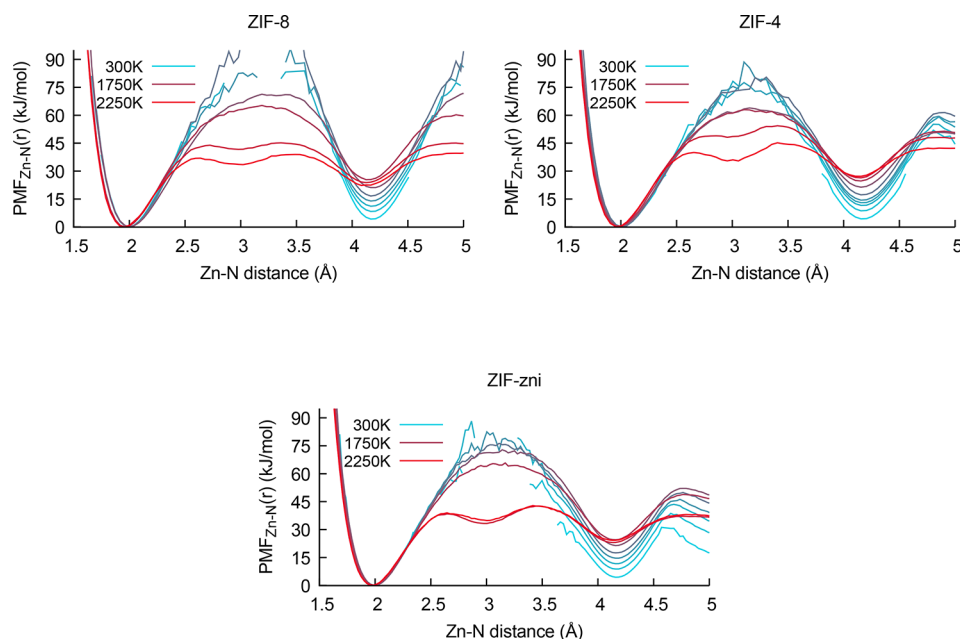 ZIF-8
PMF_Zn-N(r) (kJ/mol)
90
75
60
45
30
15
0
300K
1750K
2250K
1.5 2 2.5 3 3.5 4 4.5 5
Zn-N distance (Å)
ZIF-4
PMF_Zn-N(r) (kJ/mol)
90
75
60
45
30
15
0
300K
1750K
2250K
1.5 2 2.5 3 3.5 4 4.5 5
Zn-N distance (Å)
ZIF-zni
PMF_Zn-N(r) (kJ/mol)
90
75
60
45
30
15
0
300K
1750K
2250K
1.5 2 2.5 3 3.5 4 4.5 5
Zn-N distance (Å)